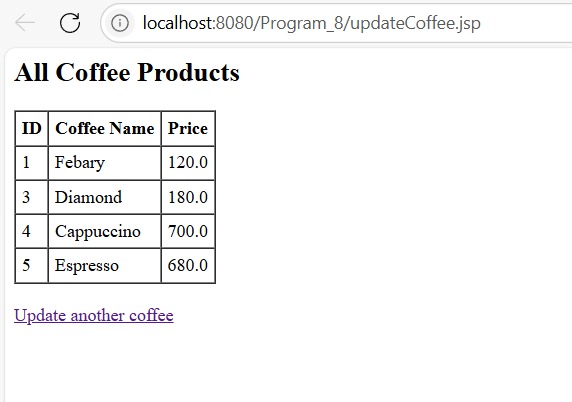 localhost:8080/Program_8/updateCoffee.jsp
All Coffee Products
ID Coffee Name Price
1 Febary 120.0
3 Diamond 180.0
4 Cappuccino 700.0
5 Espresso 680.0
Update another coffee